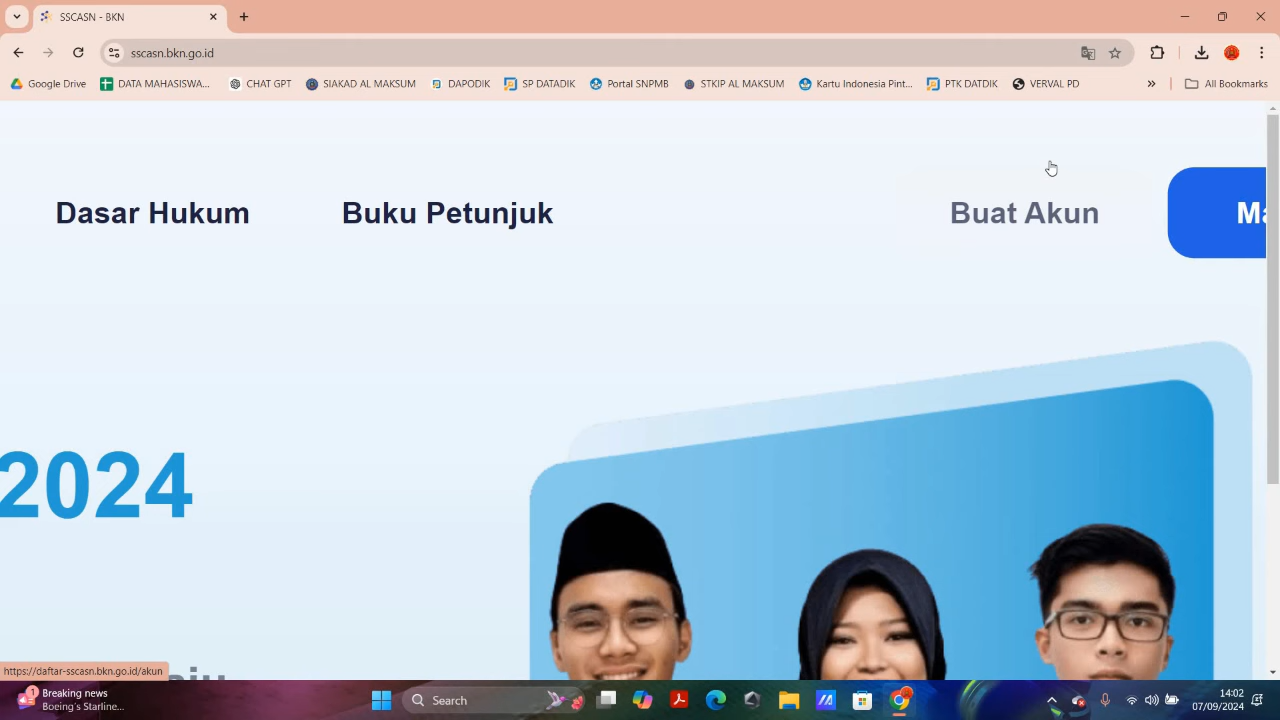 SSCASN - BKN
sscasn.bkn.go.id
Google Drive
DATA MAHASISWA...
CHAT GPT
SIAKAD AL MAKSUM
DAPODIK
SP DATADIK
Portal SNPMB
STKIP AL MAKSUM
Kartu Indonesia Pint...
PTK DATDIK
VERVAL PD
All Bookmarks
Dasar Hukum
Buku Petunjuk
Buat Akun
Ma
2024
https://daftar-sscasn.bkn.go.id/akun
1
Breaking news
Boeing's Starline...
Search
14:02
07/09/2024